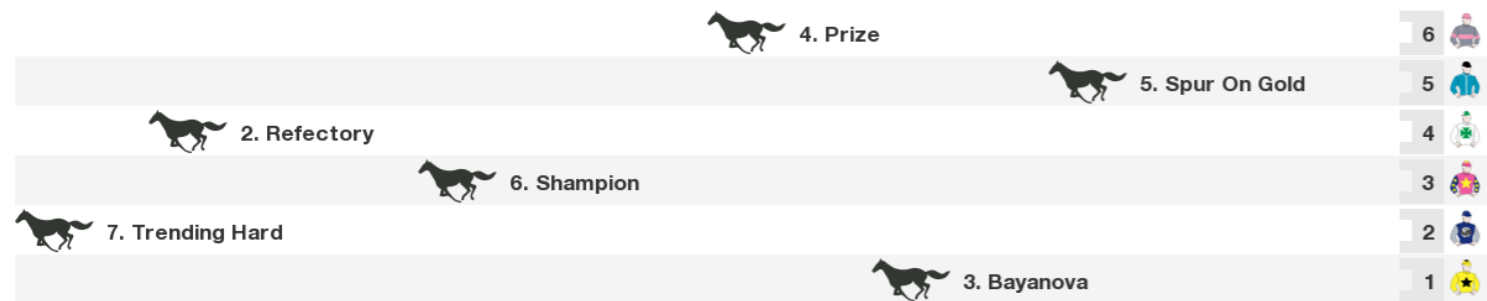 4. Prize 6
5. Spur On Gold 5
2. Refectory 4
6. Shampion 3
7. Trending Hard 2
3. Bayanova 1